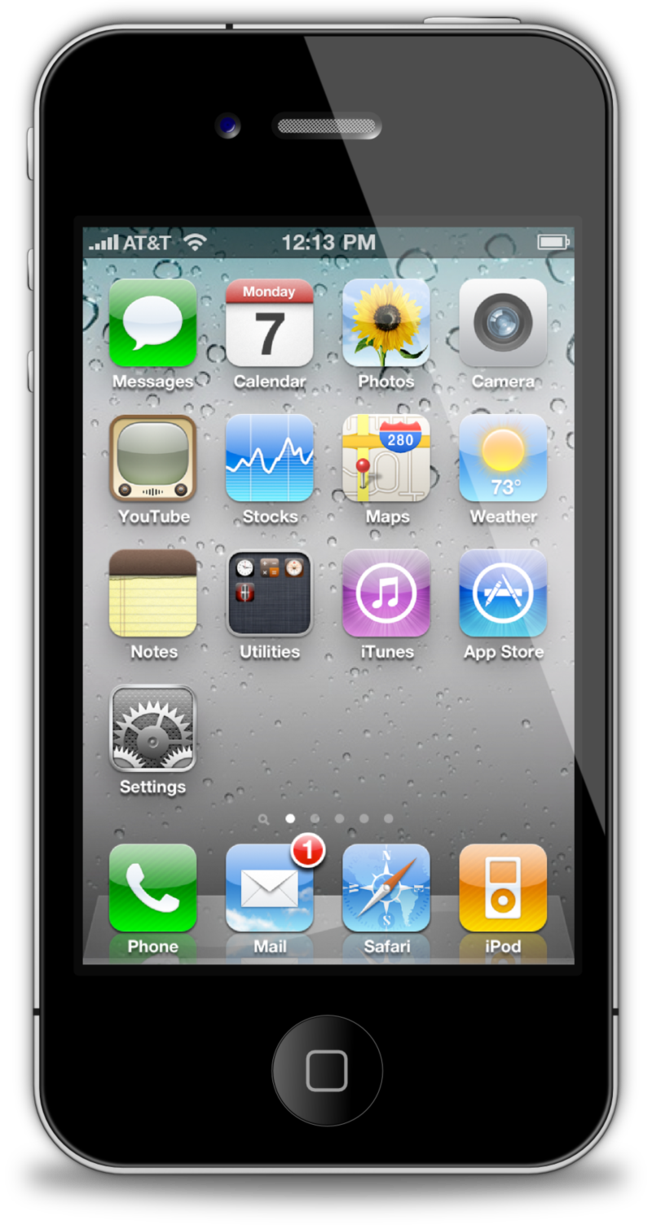 AT&T 12:13 PM
Monday
7
280
73°
Messages Calendar Photos Camera
YouTube Stocks Maps Weather
Notes Utilities iTunes App Store
Settings
1
N
Phone Mail Safari iPod